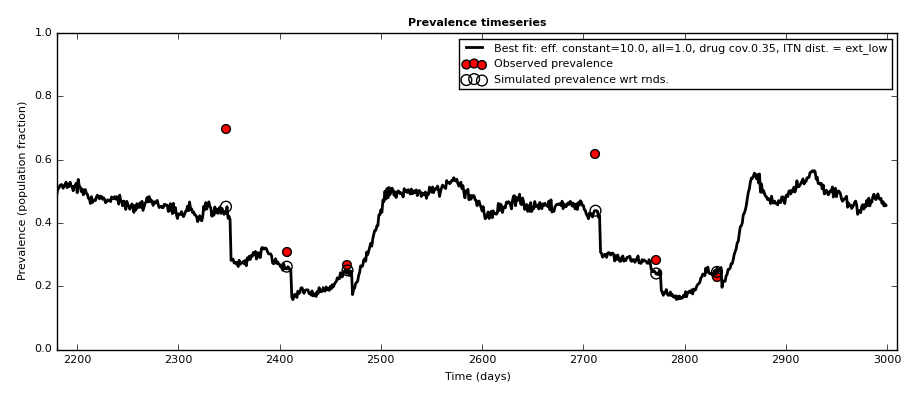 Prevalence timeseries
Best fit: eff. constant=10.0, all=1.0, drug cov.0.35, ITN dist. = ext_low
Observed prevalence
Simulated prevalence wrt rnds.
Prevalence (population fraction)
1.0
0.8
0.6
0.4
0.2
0.0
2200 2300 2400 2500 2600 2700 2800 2900 3000
Time (days)